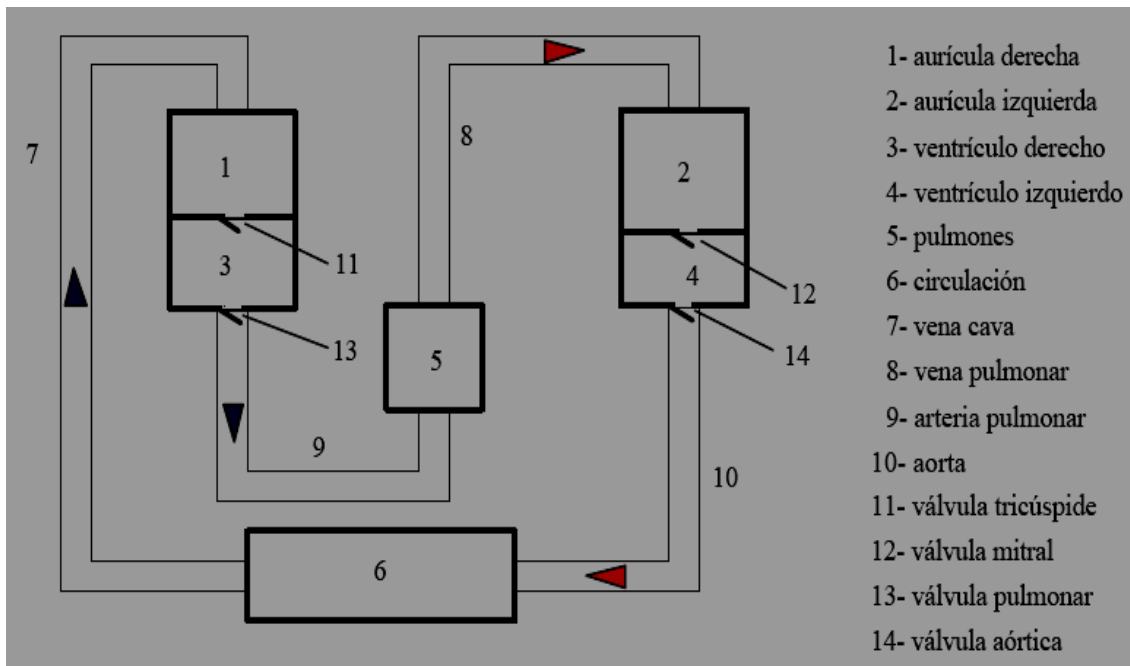 7
1
11
3
13
8
5
9
2
12
4
14
10
6
1- aurícula derecha
2- aurícula izquierda
3- ventrículo derecho
4- ventrículo izquierdo
5- pulmones
6- circulación
7- vena cava
8- vena pulmonar
9- arteria pulmonar
10- aorta
11- válvula tricúspide
12- válvula mitral
13- válvula pulmonar
14- válvula aórtica